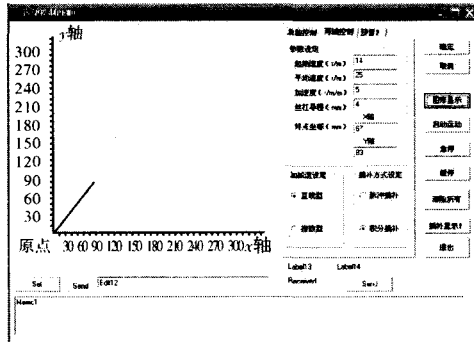 y轴
300
270
240
210
180
150
120
90
60
30
原点 30 60 90 120 150 180 210 240 270 300 x轴
参数设定
起始速度(r/m) 14
平均速度(r/m) 25
加速度(r/m/m) 5
丝杠导程(mm) 4
X轴
终点坐标(mm) 97
Y轴
83
加减速设定
插补方式设定
直线型
脉冲插补
指数型
积分插补
确定
取消
图形显示
启动运动
急停
暂停
清除所有
插补显示?
退出
Label13 Label14
Set Send Edit12
Received
Memo1